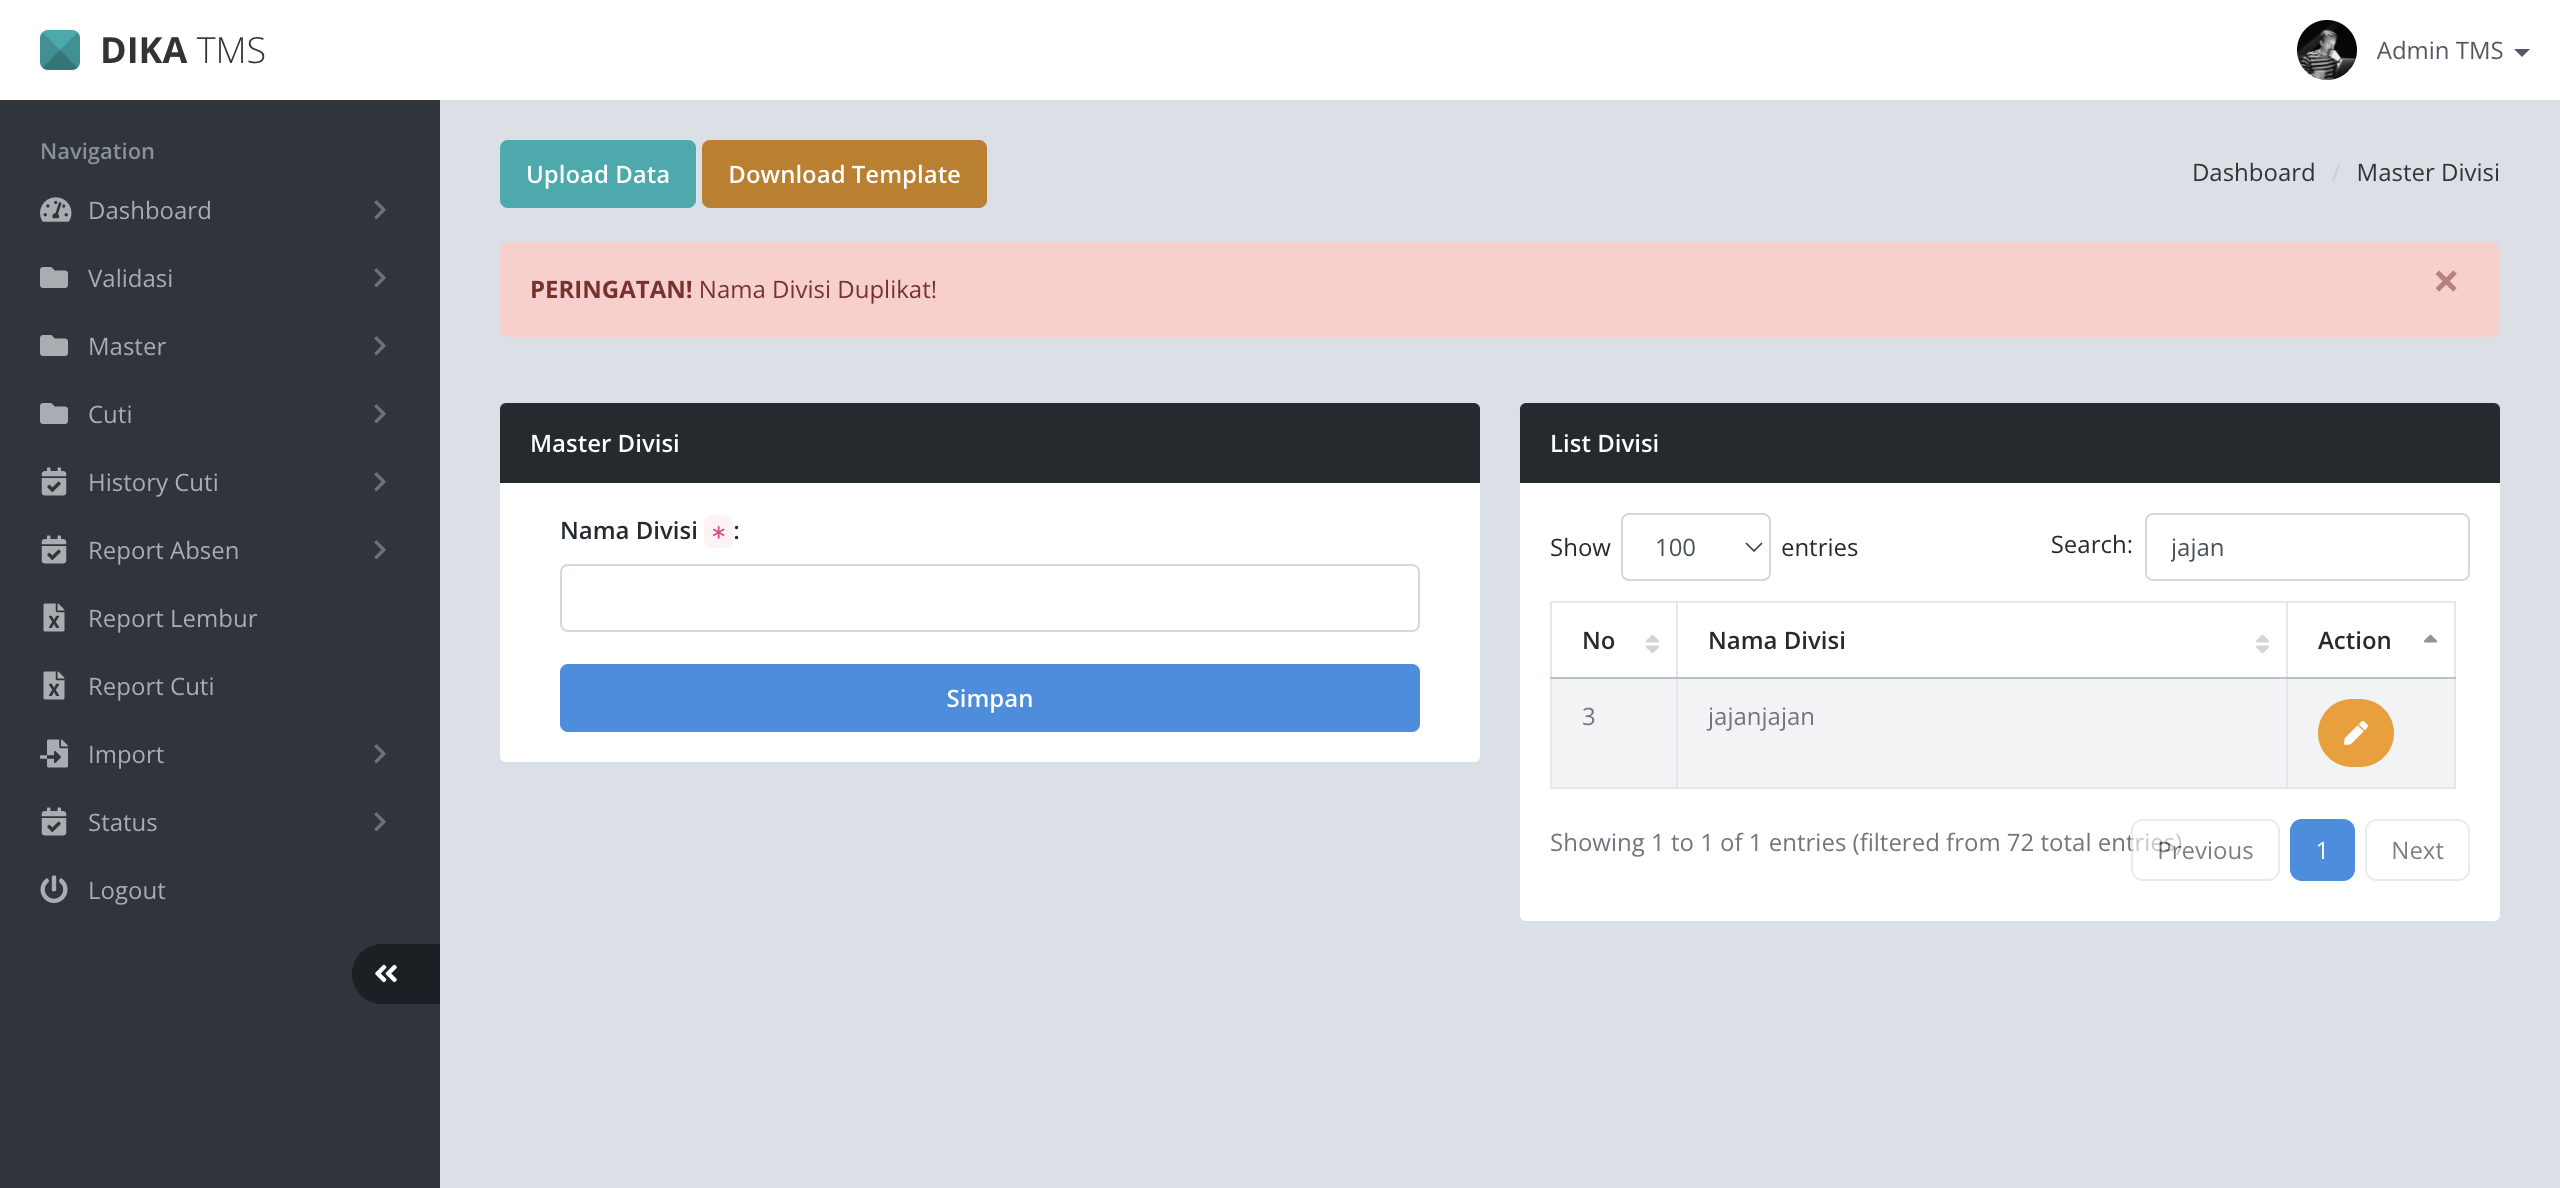 DIKA TMS
Admin TMS
Navigation
Dashboard
Validasi
Master
Cuti
History Cuti
Report Absen
Report Lembur
Report Cuti
Import
Status
Logout
Upload Data
Download Template
Dashboard / Master Divisi
PERINGATAN! Nama Divisi Duplikat!
Master Divisi
Nama Divisi *:
Simpan
List Divisi
Show 100 entries
Search: jajan
No Nama Divisi Action
3 jajanjajan
Showing 1 to 1 of 1 entries (filtered from 72 total entries)
Previous 1 Next